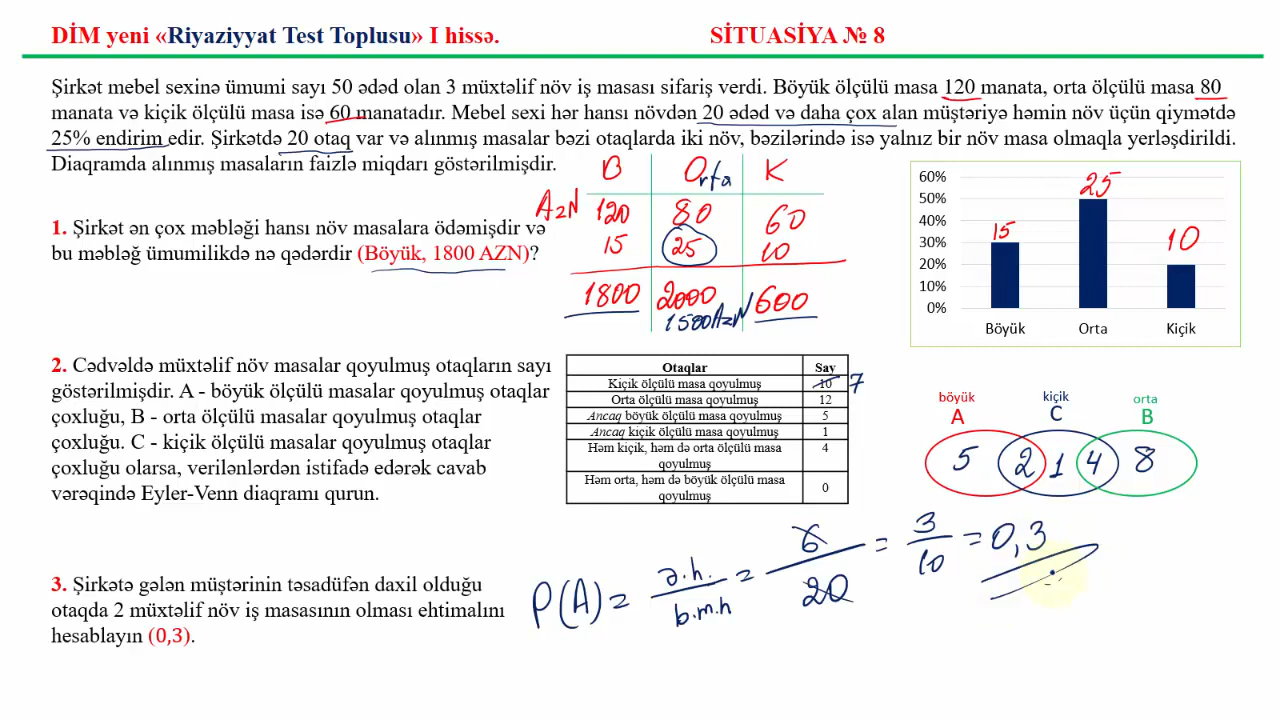 DİM yeni «Riyaziyyat Test Toplusu» I hissə.
SİTUASİYA № 8
Şirkət mebel sexinə ümumi sayı 50 ədəd olan 3 müxtəlif növ iş masası sifariş verdi. Böyük ölçülü masa 120 manata, orta ölçülü masa 80
manata və kiçik ölçülü masa isə 60 manatadır. Mebel sexi hər hansı növdən 20 ədəd və daha çox alan müştəriyə həmin növ üçün qiymətdə
25% endirim edir. Şirkətdə 20 otaq var və alınmış masalar bəzi otaqlarda iki növ, bəzilərində isə yalnız bir növ masa olmaqla yerləşdirildi.
Diaqramda alınmış masaların faizlə miqdarı göstərilmişdir.
1. Şirkət ən çox məbləği hansı növ masalara ödəmişdir və
bu məbləğ ümumilikdə nə qədərdir (Böyük, 1800 AZN)?
B Orta K
AZN 120 80 60
15 25 10
1800 2000 600
1500 AZN
60%
50%
40%
30%
20%
10%
0%
15 25 10
Böyük Orta Kiçik
2. Cədvəldə müxtəlif növ masalar qoyulmuş otaqların sayı
göstərilmişdir. A - böyük ölçülü masalar qoyulmuş otaqlar
çoxluğu, B - orta ölçülü masalar qoyulmuş otaqlar
çoxluğu. C - kiçik ölçülü masalar qoyulmuş otaqlar
çoxluğu olarsa, verilənlərdən istifadə edərək cavab
vərəqində Eyler-Venn diaqramı qurun.
Otaqlar Say
Kiçik ölçülü masa qoyulmuş 10 7
Orta ölçülü masa qoyulmuş 12
Ancaq böyük ölçülü masa qoyulmuş 5
Ancaq kiçik ölçülü masa qoyulmuş 1
Həm kiçik, həm də orta ölçülü masa 4
qoyulmuş
Həm orta, həm də böyük ölçülü masa 0
qoyulmuş
böyük kiçik orta
A C B
5 2 1 4 8
3. Şirkətə gələn müştərinin təsadüfən daxil olduğu
otaqda 2 müxtəlif növ iş masasının olması ehtimalını
hesablayın (0,3).
P(A) = ə.h. / b.m.h = 6 / 20 = 3 / 10 = 0,3